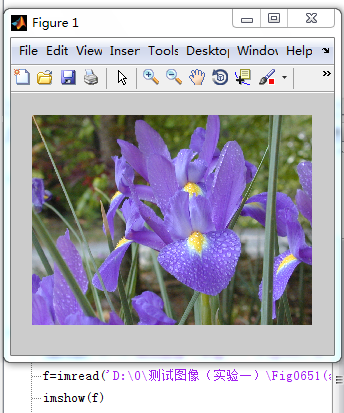 Figure 1
File Edit View Inser Tools Desktop Window Help
f=imread('D:\0\测试图像（实验一）\Fig0651(a
imshow(f)